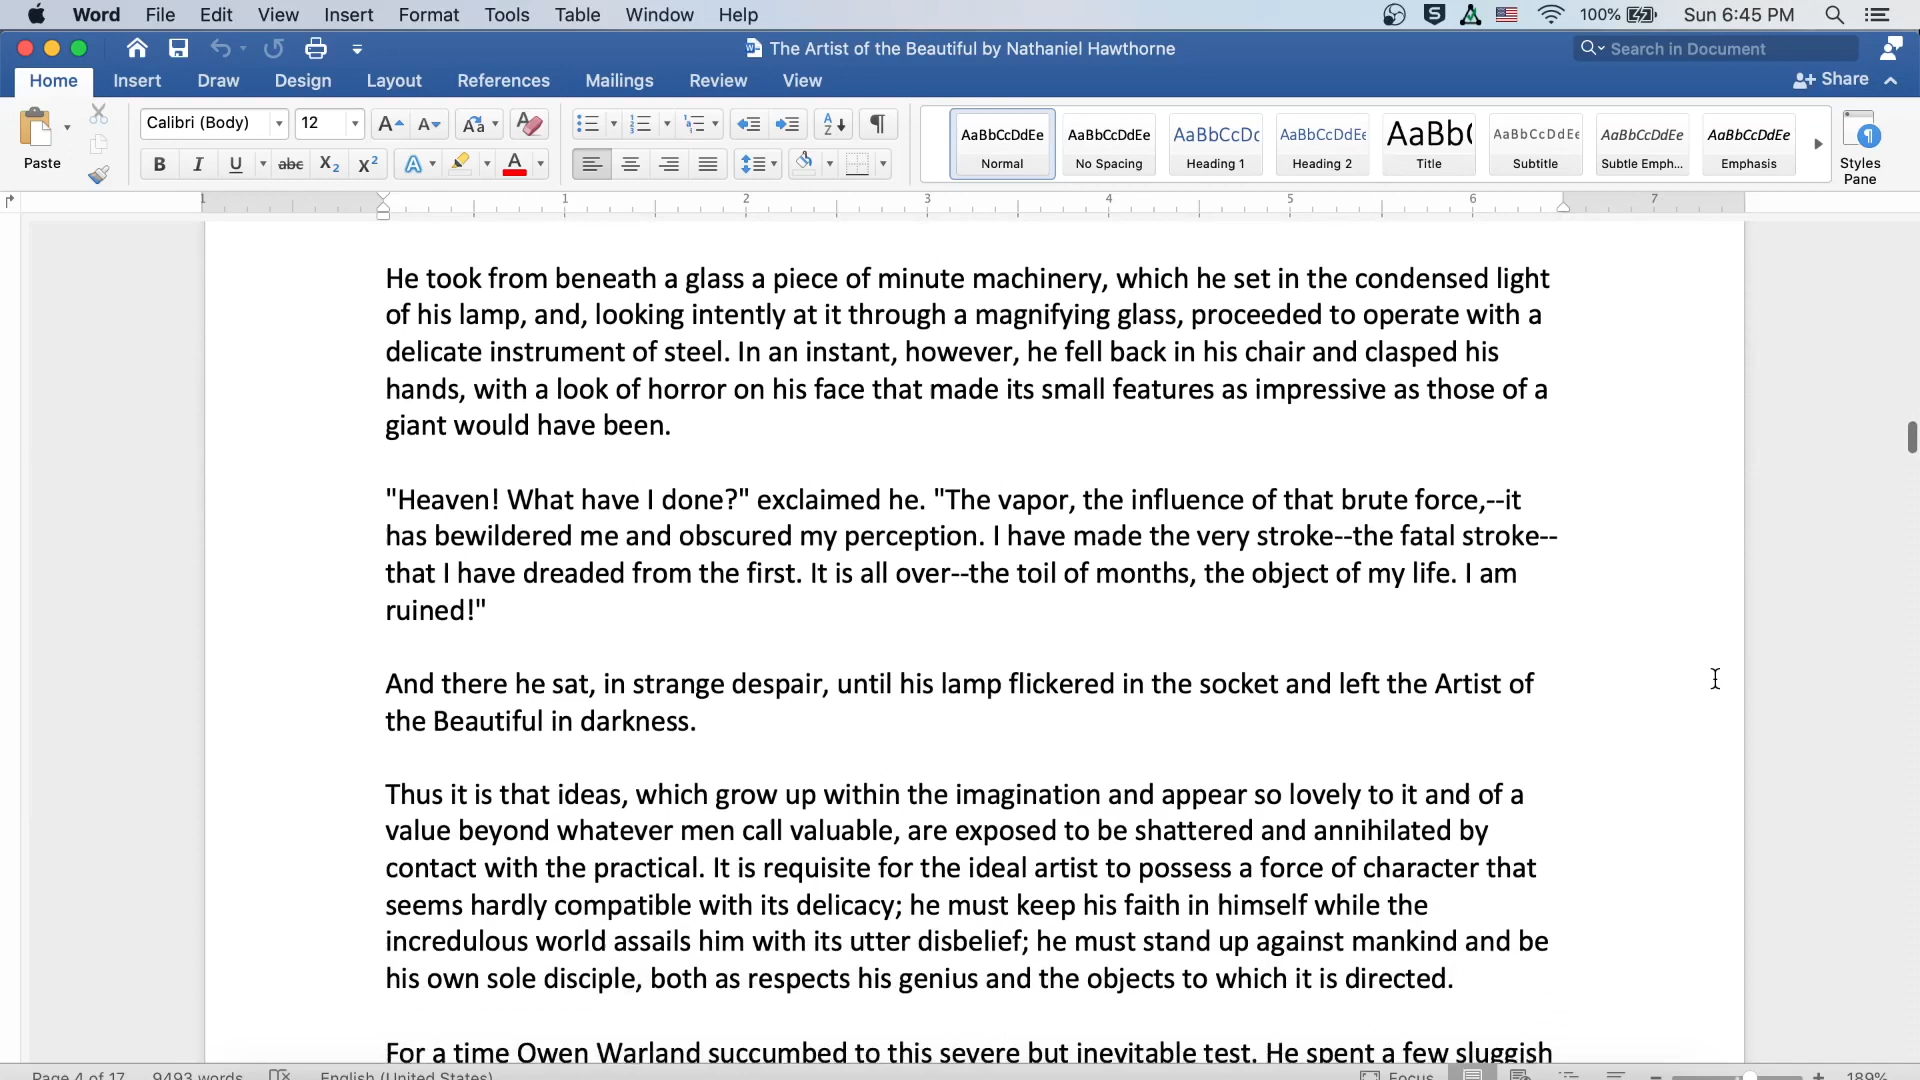 Word File Edit View Insert Format Tools Table Window Help 100% Sun 6:45 PM
The Artist of the Beautiful by Nathaniel Hawthorne Search in Document
Home Insert Draw Design Layout References Mailings Review View Share
Calibri (Body) 12
AaBbCcDdEe AaBbCcDdEe AaBbCcDc AaBbCcDdEe AaBb( AaBbCcDdEe AaBbCcDdEe AaBbCcDdEe
Paste B I U abc X₂ X² A A Normal No Spacing Heading 1 Heading 2 Title Subtitle Subtle Emph... Emphasis Styles
Pane
1 1 2 3 4 5 6 7
He took from beneath a glass a piece of minute machinery, which he set in the condensed light
of his lamp, and, looking intently at it through a magnifying glass, proceeded to operate with a
delicate instrument of steel. In an instant, however, he fell back in his chair and clasped his
hands, with a look of horror on his face that made its small features as impressive as those of a
giant would have been.
"Heaven! What have I done?" exclaimed he. "The vapor, the influence of that brute force,--it
has bewildered me and obscured my perception. I have made the very stroke--the fatal stroke--
that I have dreaded from the first. It is all over--the toil of months, the object of my life. I am
ruined!"
And there he sat, in strange despair, until his lamp flickered in the socket and left the Artist of
the Beautiful in darkness.
Thus it is that ideas, which grow up within the imagination and appear so lovely to it and of a
value beyond whatever men call valuable, are exposed to be shattered and annihilated by
contact with the practical. It is requisite for the ideal artist to possess a force of character that
seems hardly compatible with its delicacy; he must keep his faith in himself while the
incredulous world assails him with its utter disbelief; he must stand up against mankind and be
his own sole disciple, both as respects his genius and the objects to which it is directed.
For a time Owen Warland succumbed to this severe but inevitable test. He spent a few sluggish
Page 4 of 17 9493 words English (United States) Focus 189%